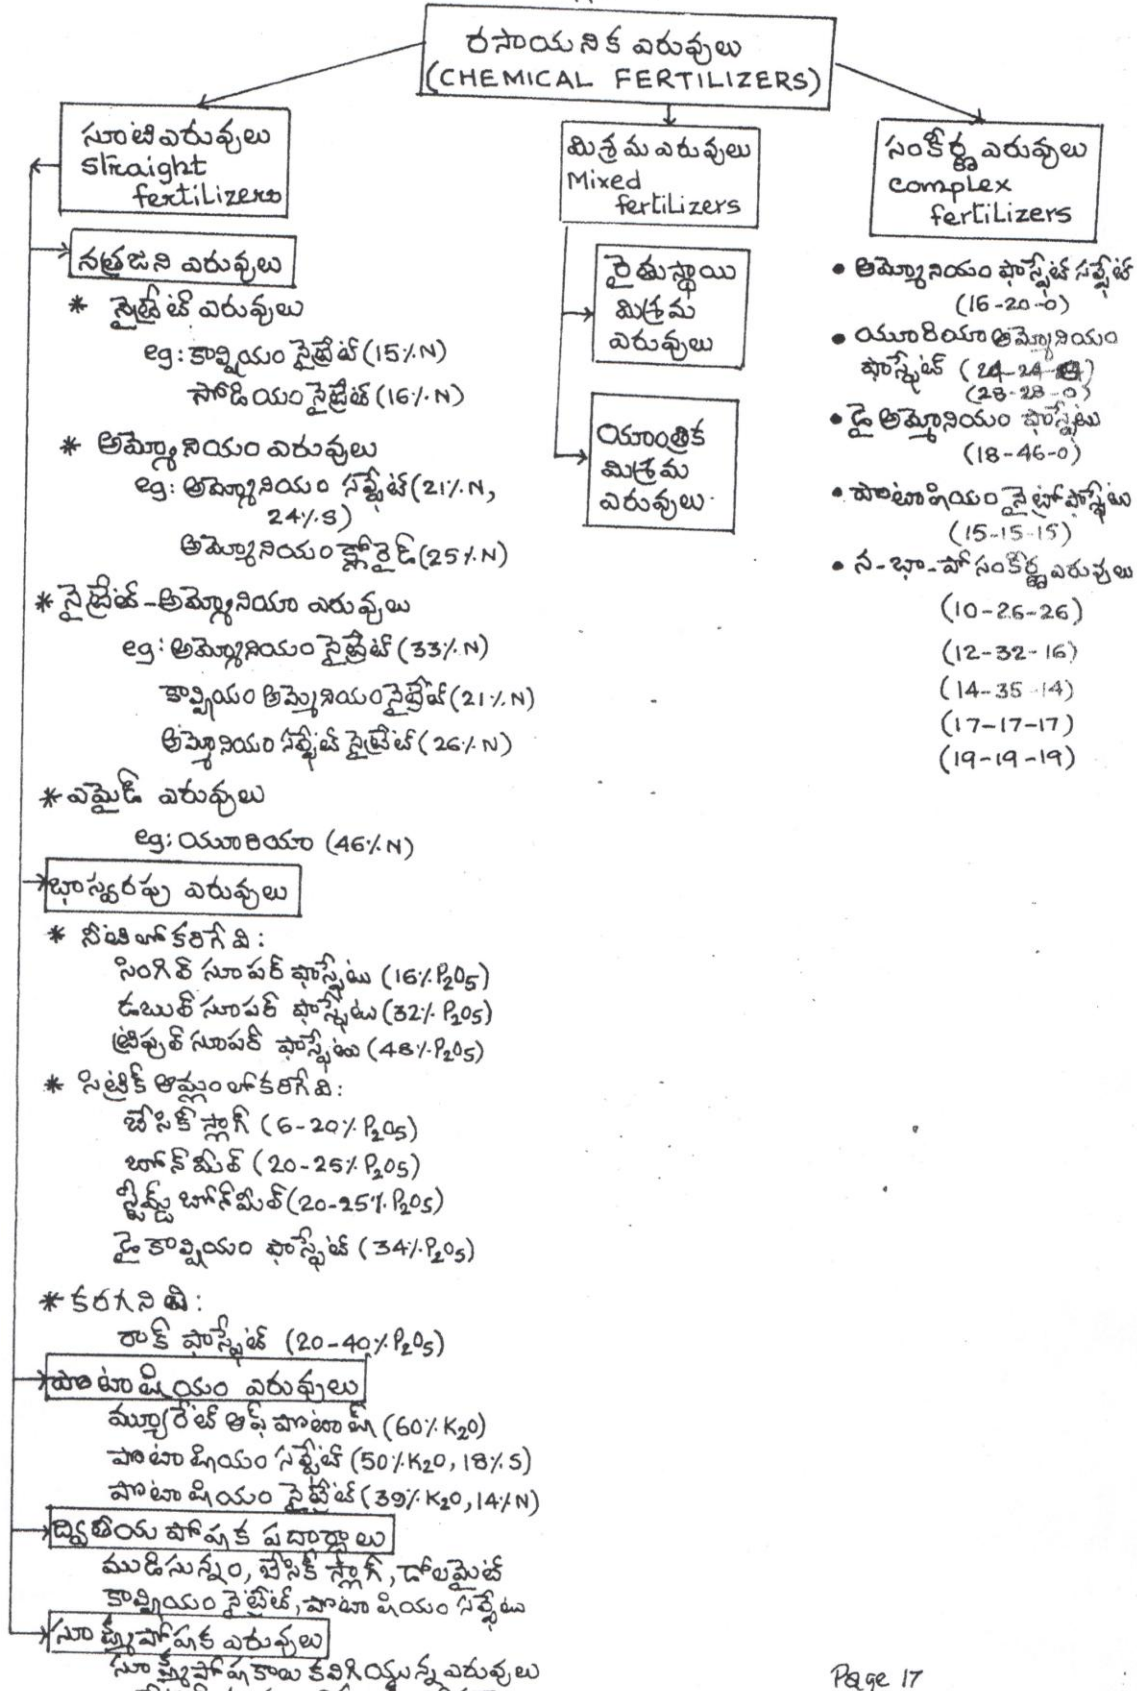 రసాయనిక ఎరువులు
(CHEMICAL FERTILIZERS)
సూటి ఎరువులు
straight
fertilizers
నత్రజని ఎరువులు
* నైట్రేట్ ఎరువులు
eg: కాల్షియం నైట్రేట్ (15%N)
సోడియం నైట్రేట్ (16%N)
* అమ్మోనియం ఎరువులు
eg: అమ్మోనియం సల్ఫేట్ (21%N,
24%S)
అమ్మోనియం క్లోరైడ్ (25%N)
* నైట్రేట్-అమ్మోనియా ఎరువులు
eg: అమ్మోనియం నైట్రేట్ (33%N)
కాల్షియం అమ్మోనియం నైట్రేట్ (21%N)
అమ్మోనియం సల్ఫేట్ నైట్రేట్ (26%N)
* ఎమైడ్ ఎరువులు
eg: యూరియా (46%N)
భాస్వరపు ఎరువులు
* నీటిలో కరిగేవి:
సింగిల్ సూపర్ ఫాస్ఫేటు (16%P₂O₅)
డబుల్ సూపర్ ఫాస్ఫేటు (32% P₂O₅)
ట్రిపుల్ సూపర్ ఫాస్ఫేటు (48%P₂O₅)
* సిట్రిక్ ఆమ్లంలో కరిగేవి:
బేసిక్ స్లాగ్ (6-20% P₂O₅)
బోన్ మీల్ (20-25% P₂O₅)
స్టీమ్డ్ బోన్ మీల్ (20-25% P₂O₅)
డై కాల్షియం ఫాస్ఫేట్ (34%P₂O₅)
* కరగనివి:
రాక్ ఫాస్ఫేట్ (20-40%P₂O₅)
పొటాషియం ఎరువులు
మ్యూరేట్ ఆఫ్ పొటాష్ (60%K₂O)
పొటాషియం సల్ఫేట్ (50%K₂O, 18%S)
పొటాషియం నైట్రేట్ (39%K₂O, 14%N)
ద్వితీయ పోషక పదార్థాలు
ముడిసున్నం, బేసిక్ స్లాగ్, డోలమైట్
కాల్షియం నైట్రేట్, పొటాషియం సల్ఫేటు
సూక్ష్మపోషక ఎరువులు
సూక్ష్మపోషకాలు కలిగియున్న ఎరువులు
మిశ్రమ ఎరువులు
Mixed
fertilizers
రైతుస్థాయి
మిశ్రమ
ఎరువులు
యాంత్రిక
మిశ్రమ
ఎరువులు
సంకీర్ణ ఎరువులు
complex
fertilizers
• అమ్మోనియం ఫాస్ఫేట్ సల్ఫేట్
(16-20-0)
• యూరియా అమ్మోనియం
ఫాస్ఫేట్ (24-24-0)
(28-28-0)
• డై అమ్మోనియం ఫాస్ఫేటు
(18-46-0)
• పొటాషియం నైట్రోఫాస్ఫేటు
(15-15-15)
• న-భా-పో సంకీర్ణ ఎరువులు
(10-26-26)
(12-32-16)
(14-35-14)
(17-17-17)
(19-19-19)
Page 17